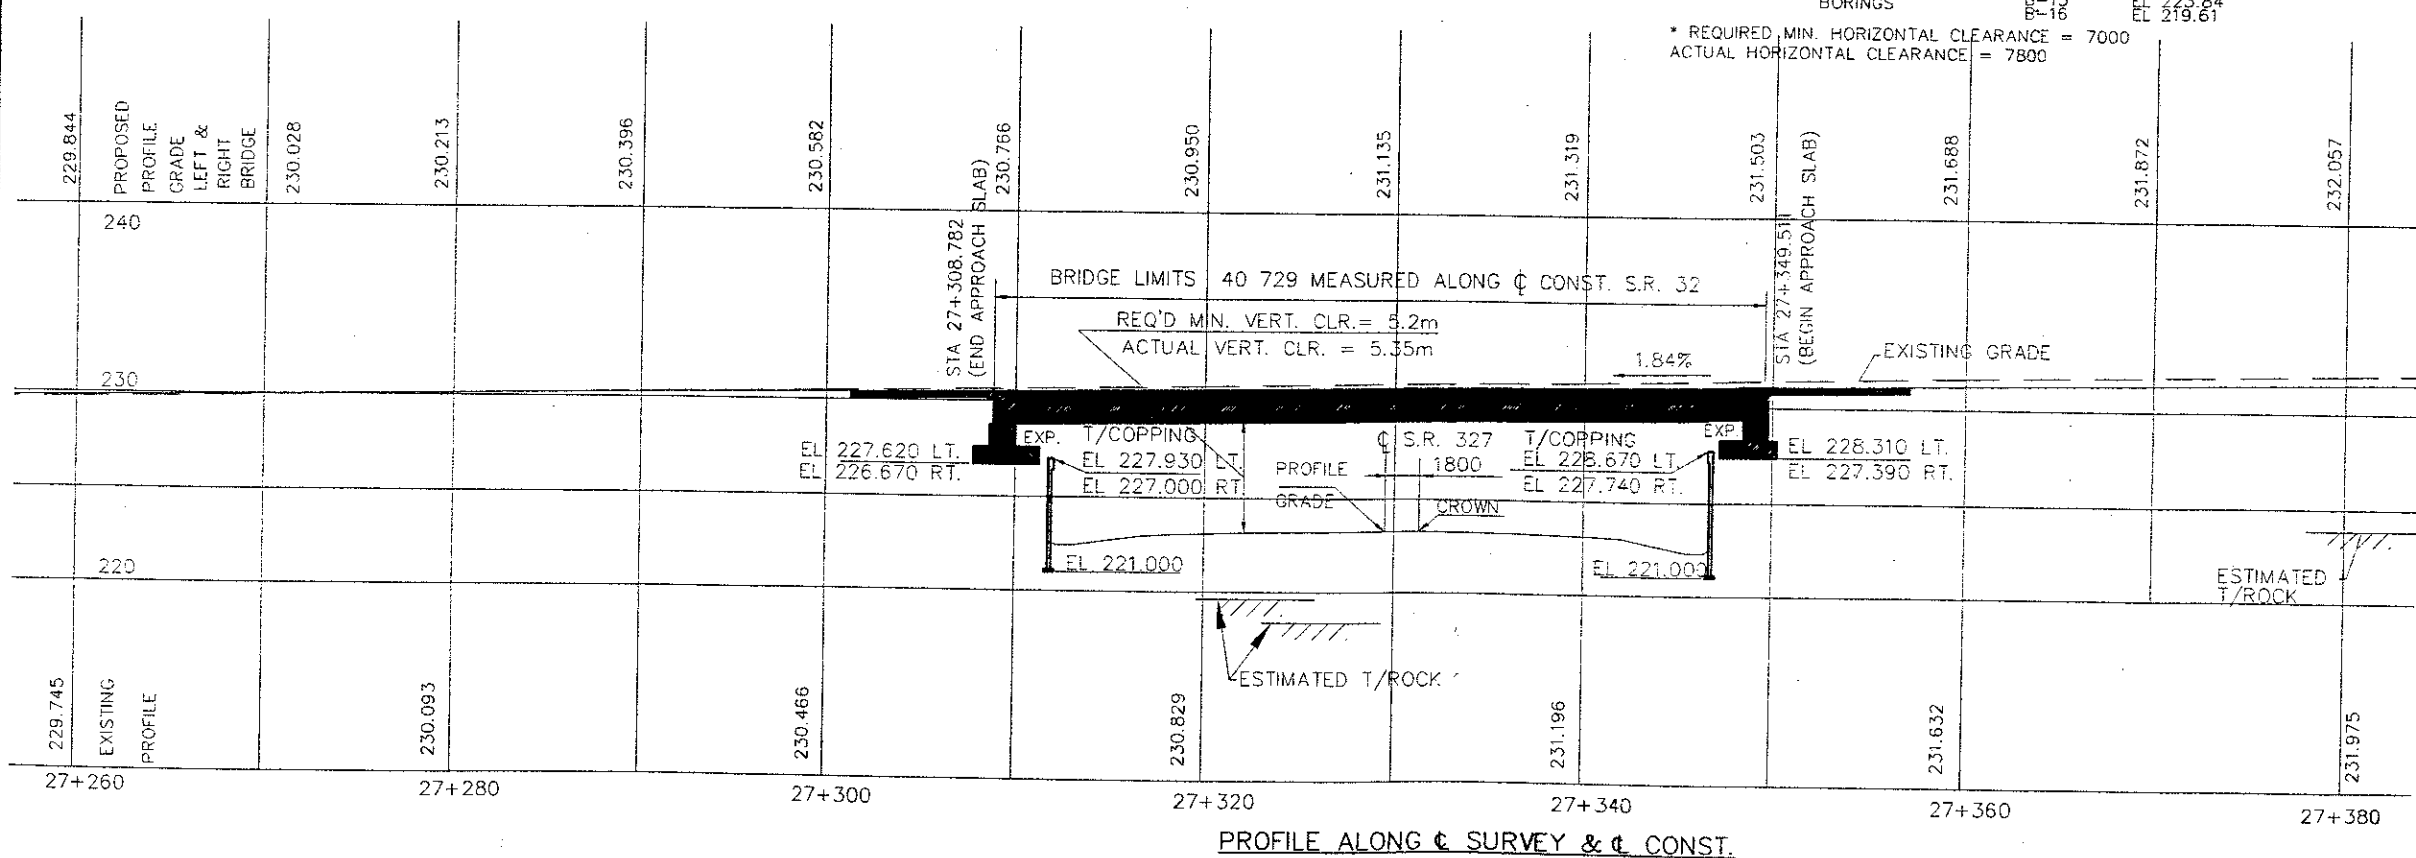 BORINGS
B-16 EL 219.61
* REQUIRED MIN. HORIZONTAL CLEARANCE = 7000
ACTUAL HORIZONTAL CLEARANCE = 7800
229.844
PROPOSED
PROFILE
GRADE
LEFT &
RIGHT
BRIDGE
230.028
230.213
230.396
230.582
230.766
230.950
231.135
231.319
231.503
231.688
231.872
232.057
240
STA 27+308.782
(END APPROACH SLAB)
BRIDGE LIMITS 40 729 MEASURED ALONG ℄ CONST. S.R. 32
STA 27+349.511
(BEGIN APPROACH SLAB)
REQ'D MIN. VERT. CLR.= 5.2m
ACTUAL VERT. CLR. = 5.35m
1.84%
EXISTING GRADE
230
EXP.
T/COPPING
℄ S.R. 327
T/COPPING
EXP.
EL 227.620 LT.
EL 226.670 RT.
EL 227.930 LT.
EL 227.000 RT.
PROFILE
GRADE
1800
CROWN
EL 228.670 LT.
EL 227.740 RT.
EL 228.310 LT.
EL 227.390 RT.
220
EL 221.000
EL 221.000
ESTIMATED
T/ROCK
ESTIMATED T/ROCK
229.745
EXISTING
PROFILE
230.093
230.466
230.829
231.196
231.632
231.975
27+260
27+280
27+300
27+320
27+340
27+360
27+380
PROFILE ALONG ℄ SURVEY & ℄ CONST.